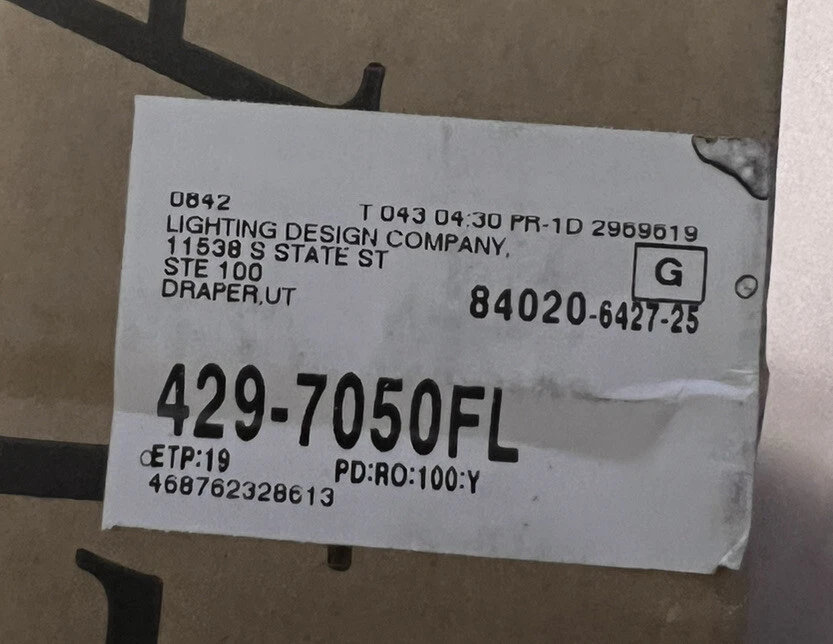 0842
T 043 04:30 PR-1D 2969619
LIGHTING DESIGN COMPANY,
11538 S STATE ST
STE 100
DRAPER,UT
G
84020-6427-25
429-7050FL
ETP:19
PD:RO:100:Y
468762328613